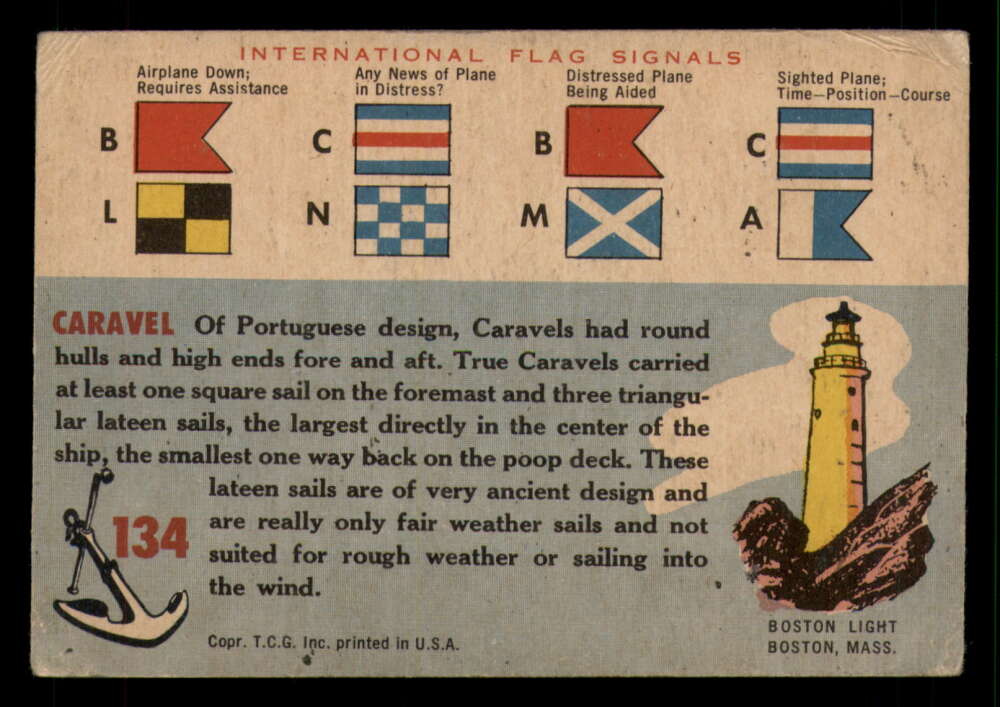 INTERNATIONAL FLAG SIGNALS
Airplane Down;
Requires Assistance
B
L
Any News of Plane
in Distress?
C
N
Distressed Plane
Being Aided
B
M
Sighted Plane;
Time—Position—Course
C
A
CARAVEL Of Portuguese design, Caravels had round
hulls and high ends fore and aft. True Caravels carried
at least one square sail on the foremast and three triangu-
lar lateen sails, the largest directly in the center of the
ship, the smallest one way back on the poop deck. These
lateen sails are of very ancient design and
are really only fair weather sails and not
suited for rough weather or sailing into
the wind.
134
Copr. T.C.G. Inc. printed in U.S.A.
BOSTON LIGHT
BOSTON, MASS.